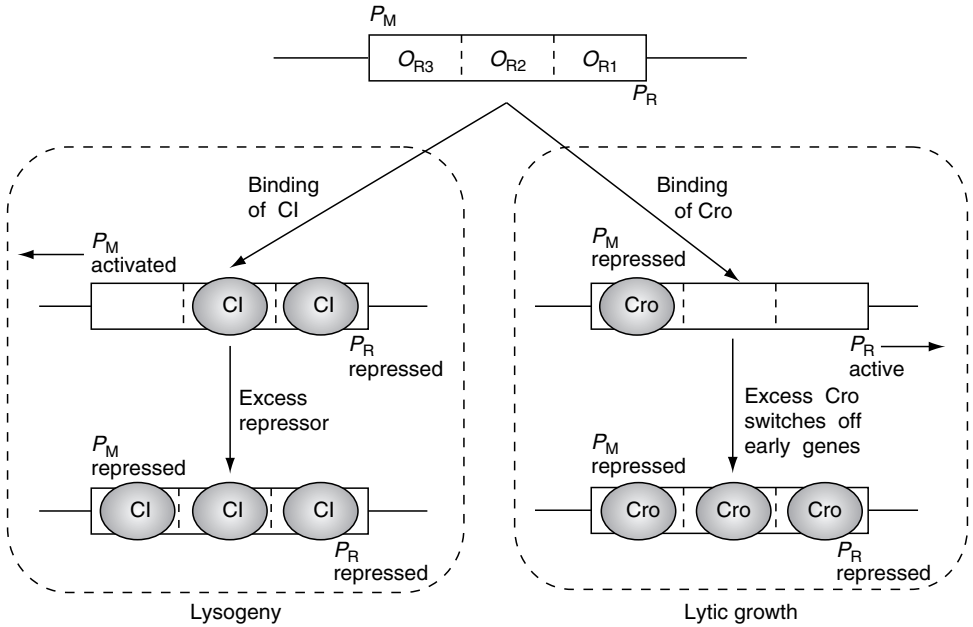 PM
OR3 OR2 OR1
PR
Binding
of CI
PM
activated
CI CI
PR
repressed
Excess
repressor
PM
repressed
CI CI CI
PR
repressed
Lysogeny
Binding
of Cro
PM
repressed
Cro
PR
active
Excess Cro
switches off
early genes
PM
repressed
Cro Cro Cro
PR
repressed
Lytic growth